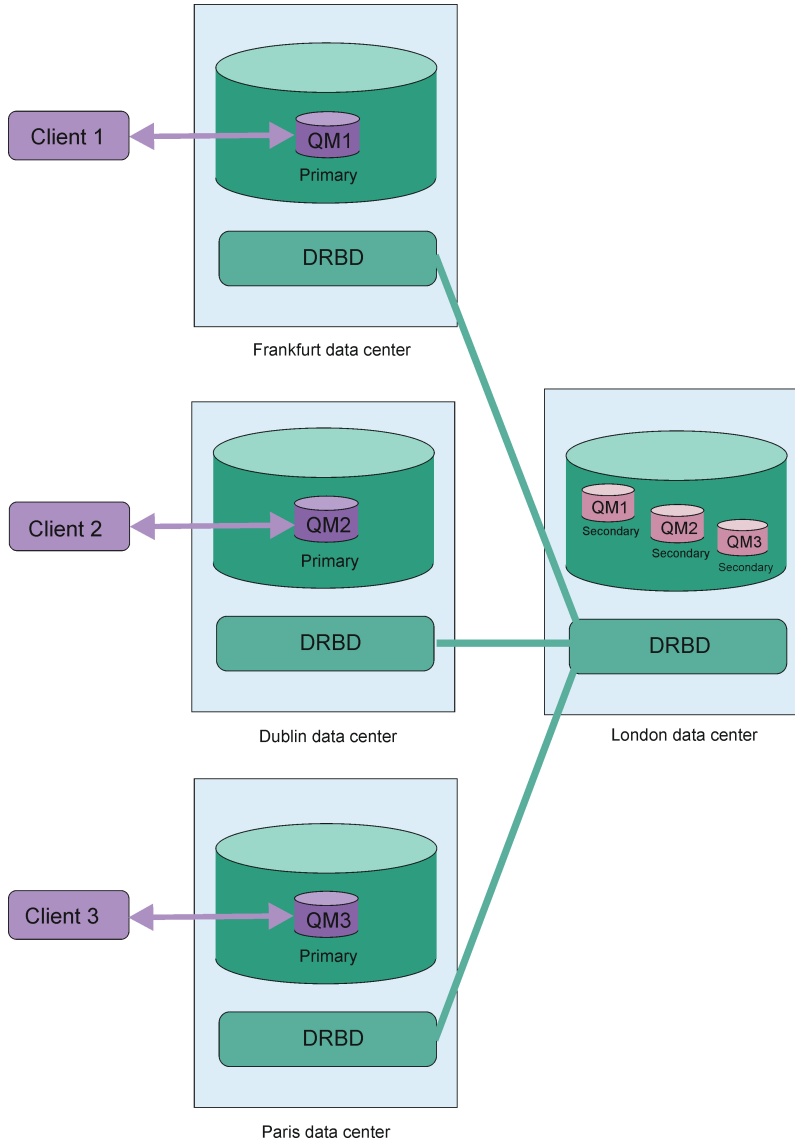 Client 1
QM1
Primary
DRBD
Frankfurt data center
Client 2
QM2
Primary
DRBD
Dublin data center
QM1
Secondary
QM2
Secondary
QM3
Secondary
DRBD
London data center
Client 3
QM3
Primary
DRBD
Paris data center